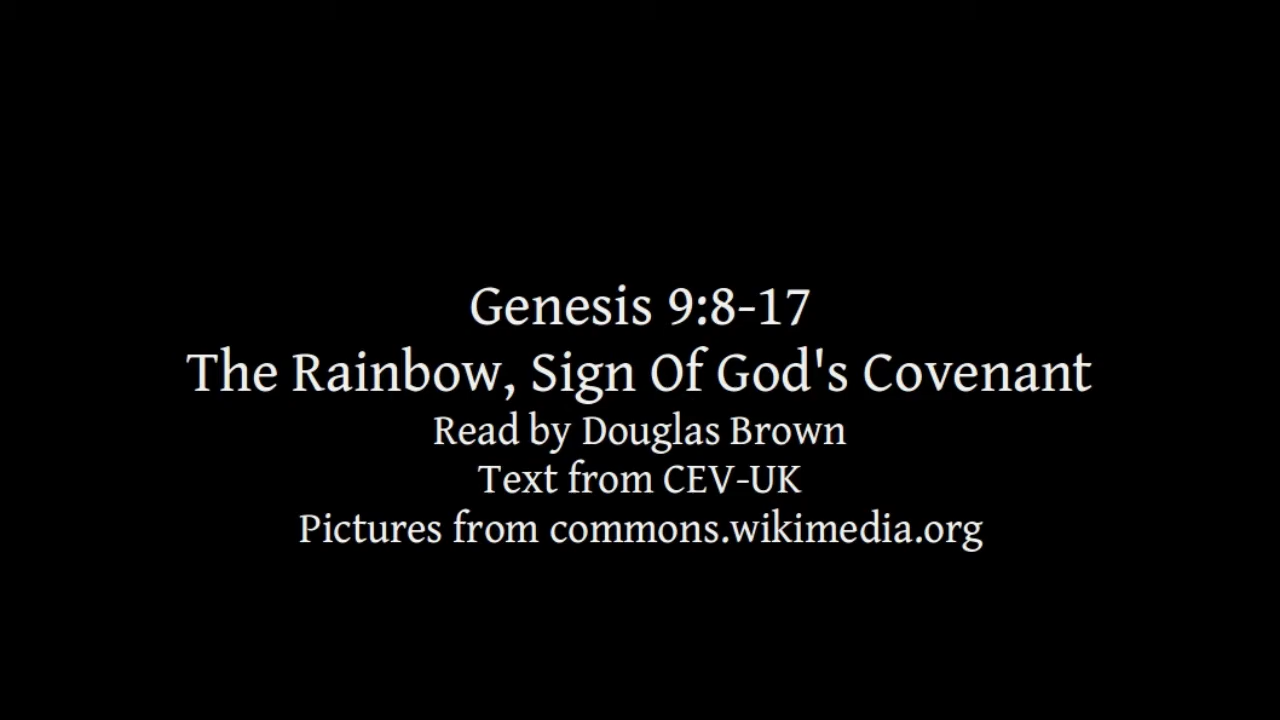 Genesis 9:8-17
The Rainbow, Sign Of God's Covenant
Read by Douglas Brown
Text from CEV-UK
Pictures from commons.wikimedia.org